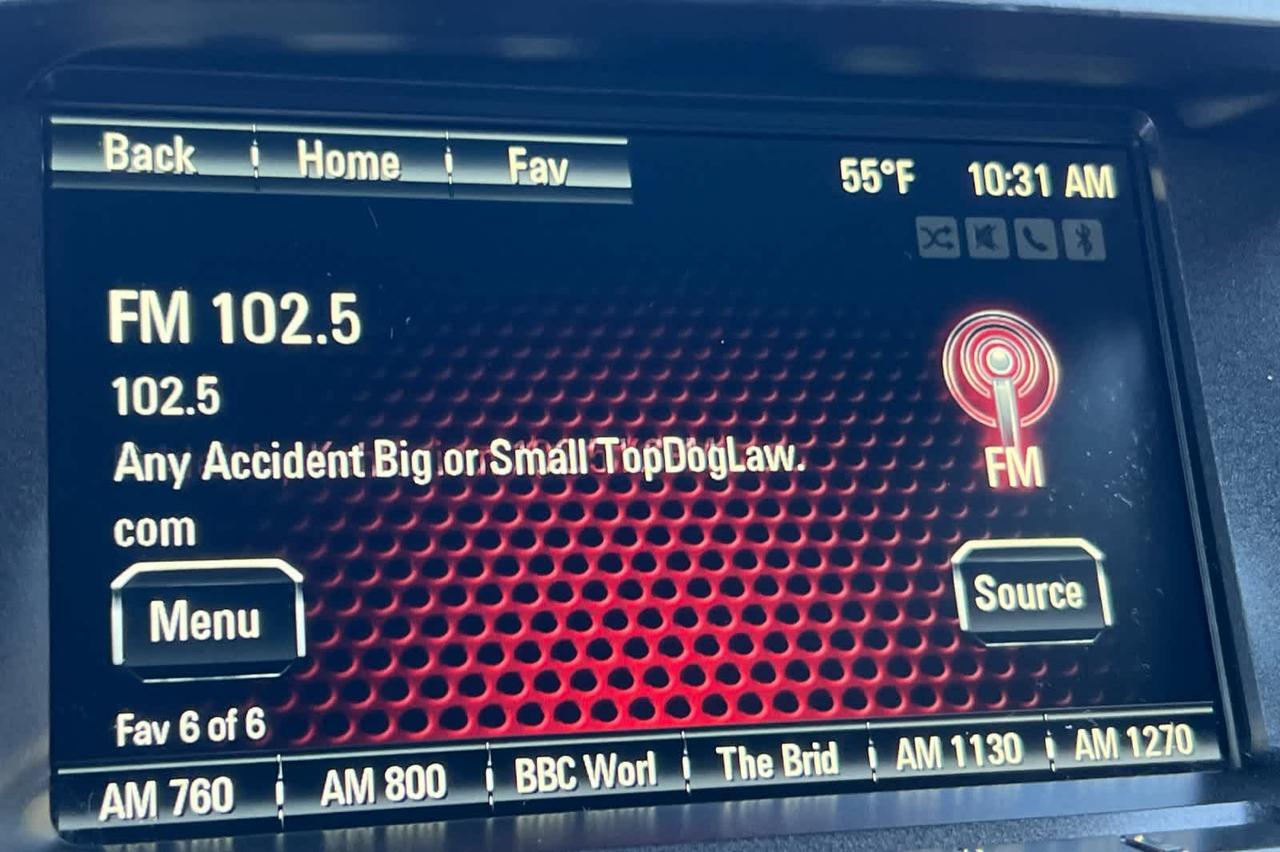 Back Home Fav 55°F 10:31 AM
FM 102.5
102.5
Any Accident Big or Small TopDogLaw.
com
FM
Menu
Source
Fav 6 of 6
AM 760 AM 800 BBC Worl The Brid AM 1130 AM 1270